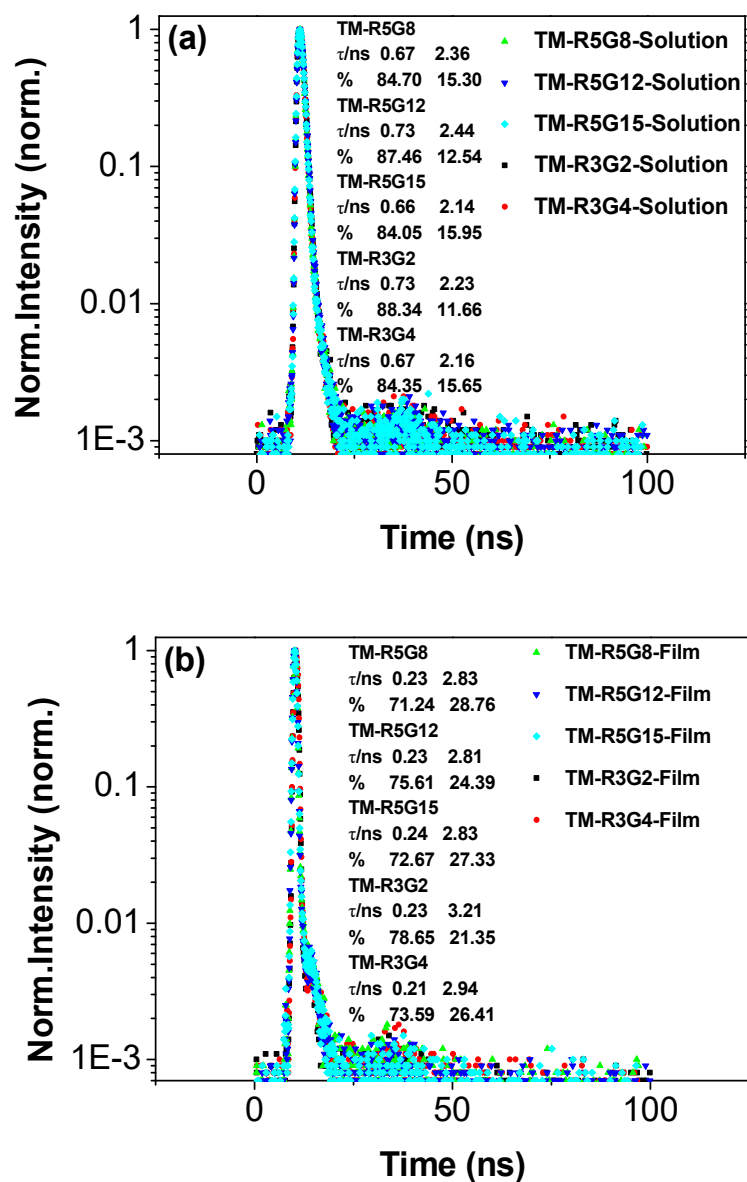 (a)
TM-R5G8
τ/ns 0.67 2.36
% 84.70 15.30
TM-R5G12
τ/ns 0.73 2.44
% 87.46 12.54
TM-R5G15
τ/ns 0.66 2.14
% 84.05 15.95
TM-R3G2
τ/ns 0.73 2.23
% 88.34 11.66
TM-R3G4
τ/ns 0.67 2.16
% 84.35 15.65
TM-R5G8-Solution
TM-R5G12-Solution
TM-R5G15-Solution
TM-R3G2-Solution
TM-R3G4-Solution
Norm.Intensity (norm.)
1
0.1
0.01
1E-3
0 50 100
Time (ns)
(b)
TM-R5G8
τ/ns 0.23 2.83
% 71.24 28.76
TM-R5G12
τ/ns 0.23 2.81
% 75.61 24.39
TM-R5G15
τ/ns 0.24 2.83
% 72.67 27.33
TM-R3G2
τ/ns 0.23 3.21
% 78.65 21.35
TM-R3G4
τ/ns 0.21 2.94
% 73.59 26.41
TM-R5G8-Film
TM-R5G12-Film
TM-R5G15-Film
TM-R3G2-Film
TM-R3G4-Film
Norm.Intensity (norm.)
1
0.1
0.01
1E-3
0 50 100
Time (ns)